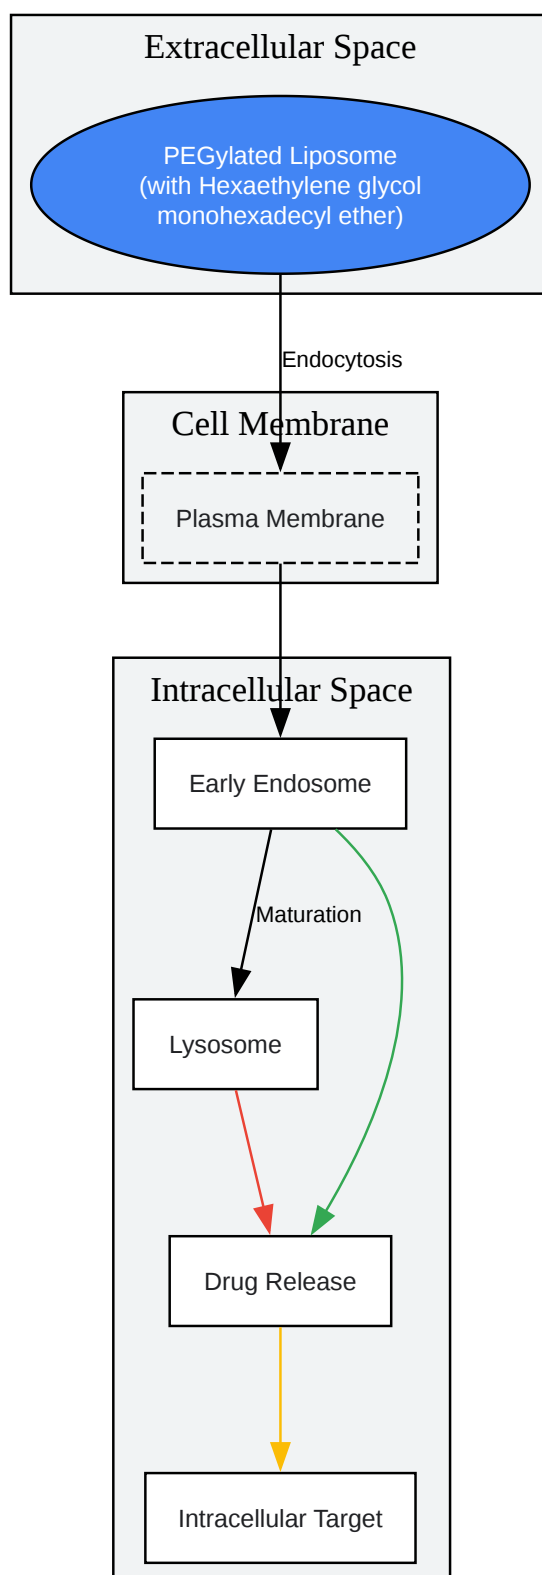 Extracellular Space
PEGylated Liposome
(with Hexaethylene glycol
monohexadecyl ether)
Endocytosis
Cell Membrane
Plasma Membrane
Intracellular Space
Early Endosome
Maturation
Lysosome
Drug Release
Intracellular Target